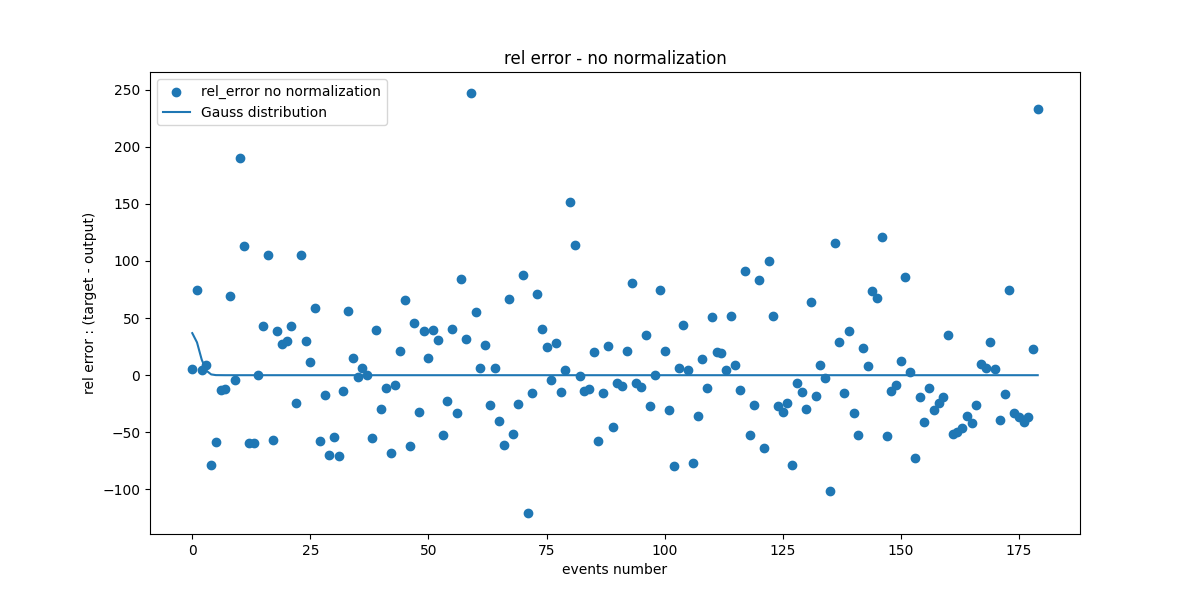 rel error - no normalization
rel_error no normalization
Gauss distribution
rel error : (target - output)
250
200
150
100
50
0
−50
−100
0 25 50 75 100 125 150 175
events number